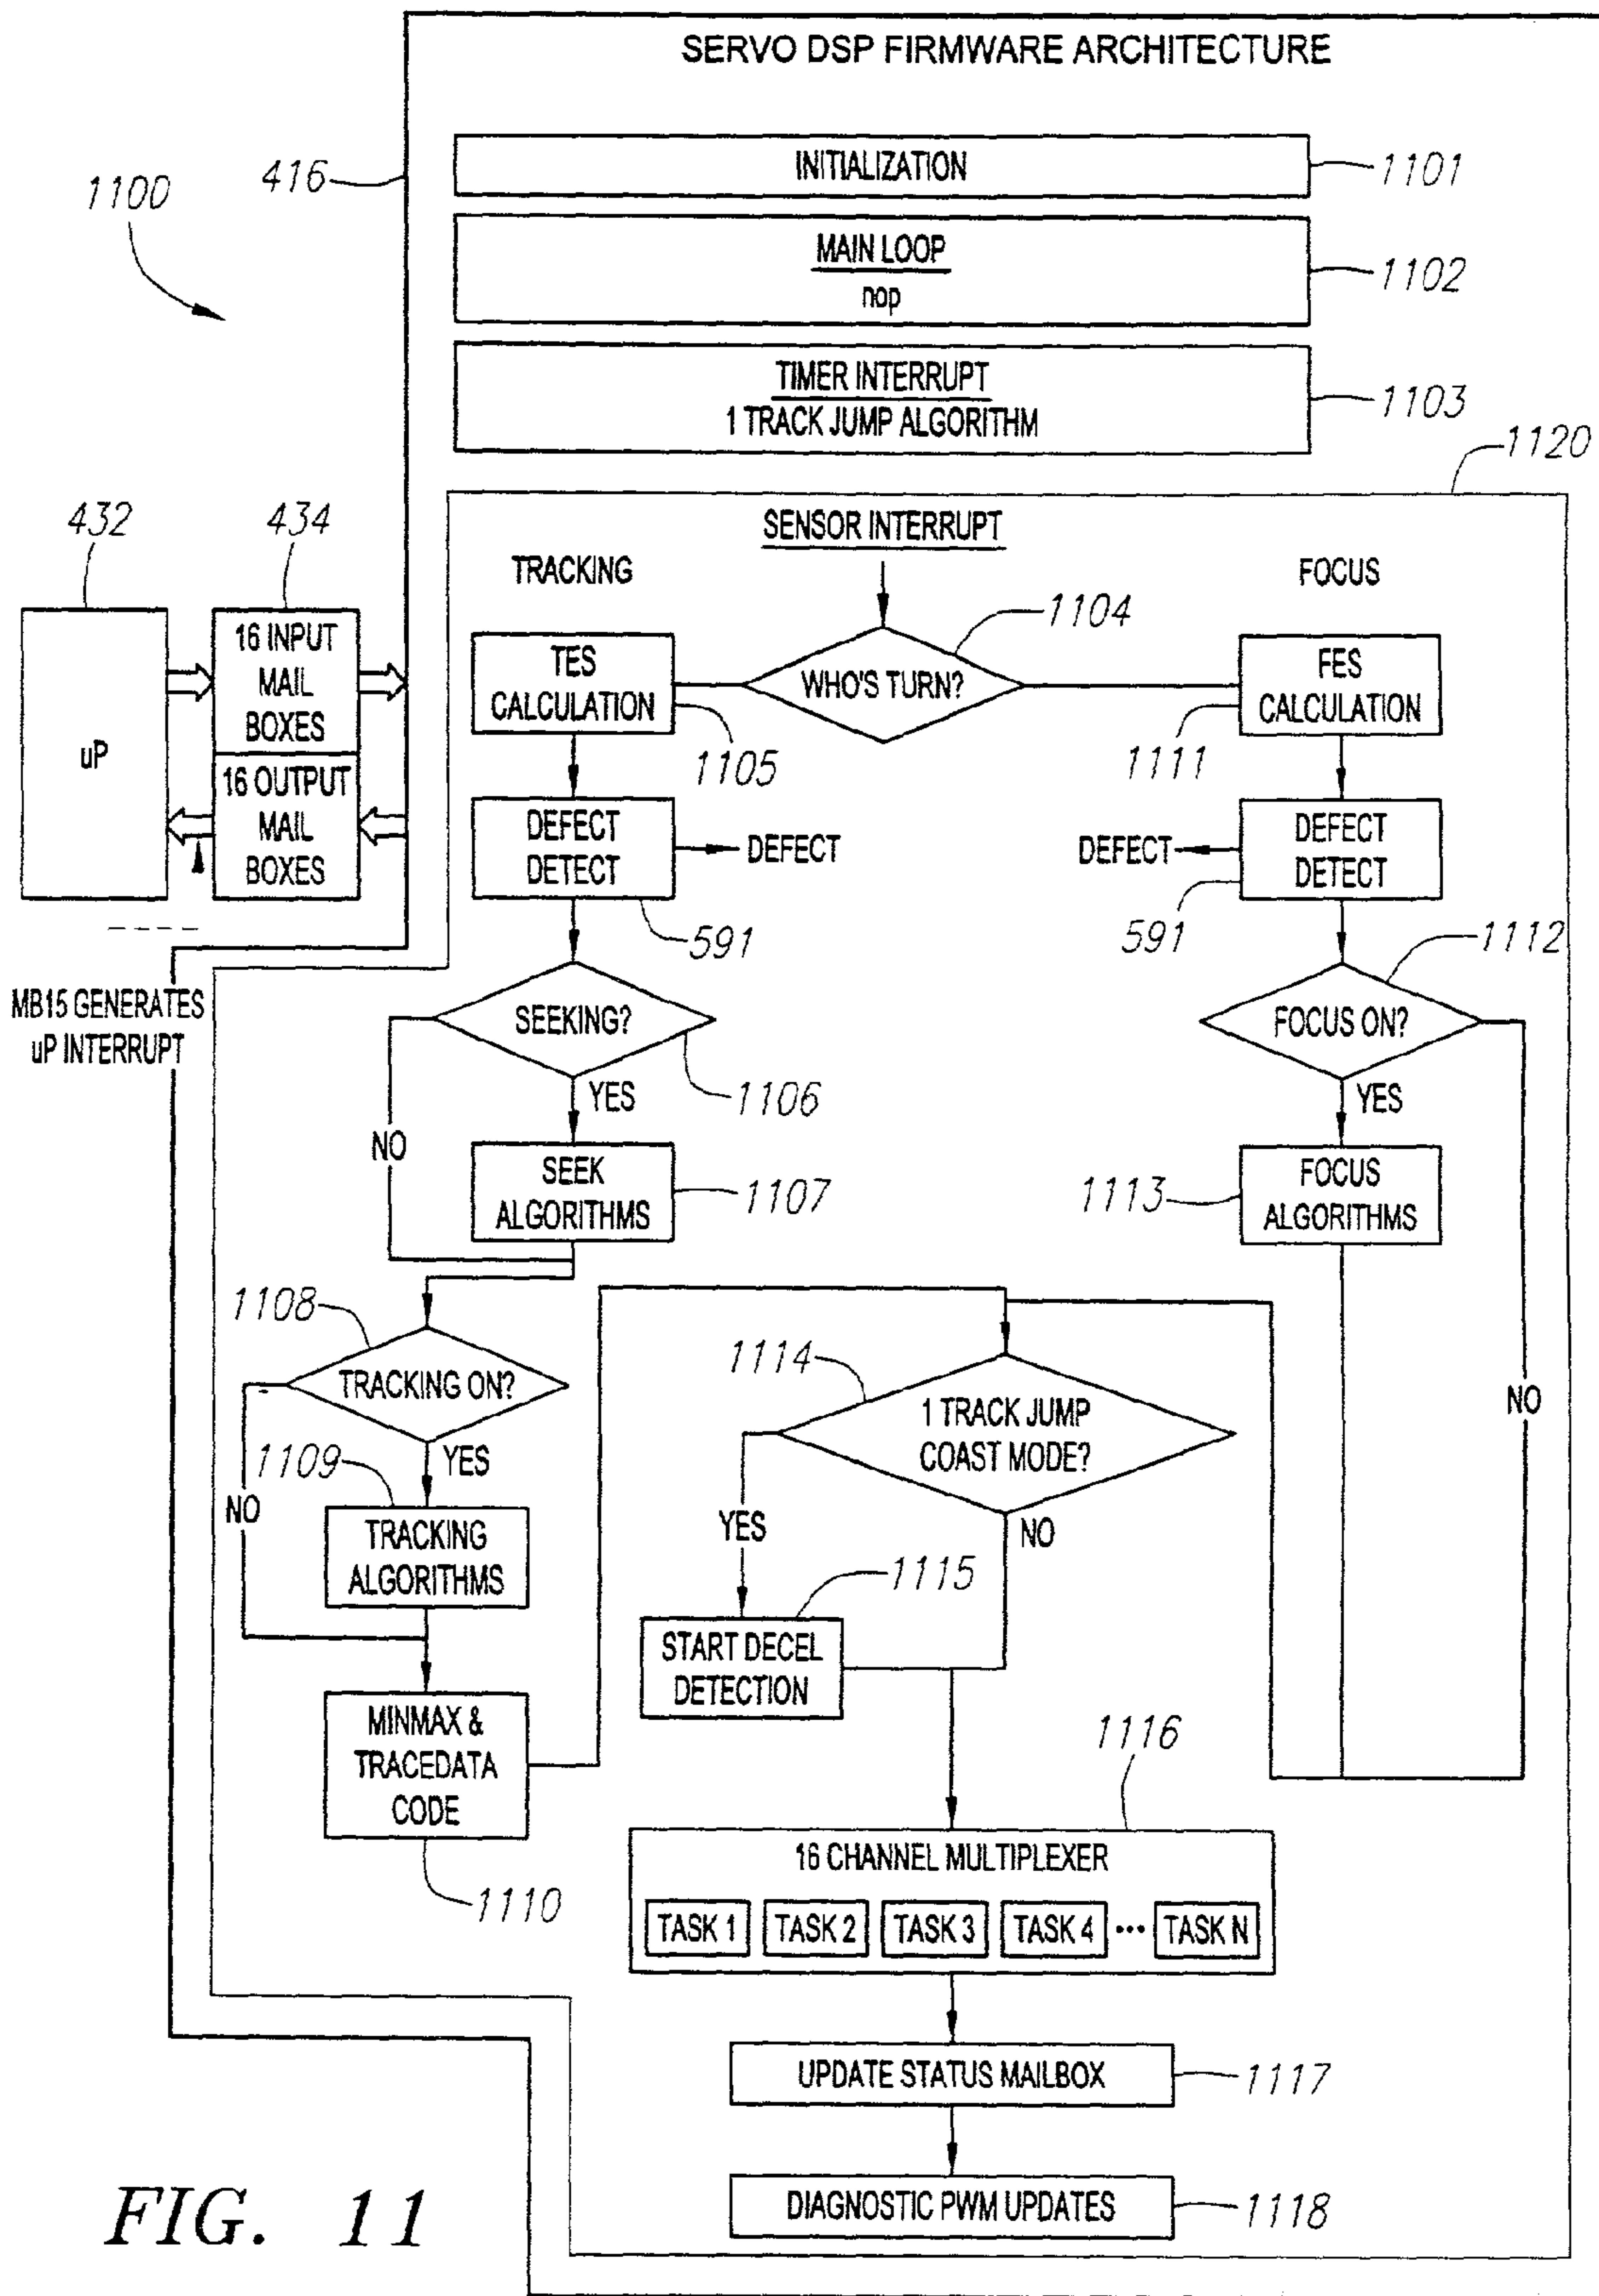 SERVO DSP FIRMWARE ARCHITECTURE
1100
416
INITIALIZATION
1101
MAIN LOOP
nop
1102
TIMER INTERRUPT
1 TRACK JUMP ALGORITHM
1103
1120
432
434
uP
16 INPUT
MAIL
BOXES
16 OUTPUT
MAIL
BOXES
MB15 GENERATES
uP INTERRUPT
SENSOR INTERRUPT
TRACKING
FOCUS
1104
WHO'S TURN?
TES
CALCULATION
1105
FES
CALCULATION
1111
DEFECT
DETECT
DEFECT
591
DEFECT
DEFECT
DETECT
591
SEEKING?
1106
YES
NO
SEEK
ALGORITHMS
1107
1112
FOCUS ON?
YES
NO
FOCUS
ALGORITHMS
1113
1108
TRACKING ON?
YES
NO
1109
TRACKING
ALGORITHMS
MINMAX &
TRACEDATA
CODE
1110
1114
1 TRACK JUMP
COAST MODE?
YES
NO
1115
START DECEL
DETECTION
1116
16 CHANNEL MULTIPLEXER
TASK 1 TASK 2 TASK 3 TASK 4 ••• TASK N
UPDATE STATUS MAILBOX
1117
DIAGNOSTIC PWM UPDATES
1118
FIG. 11